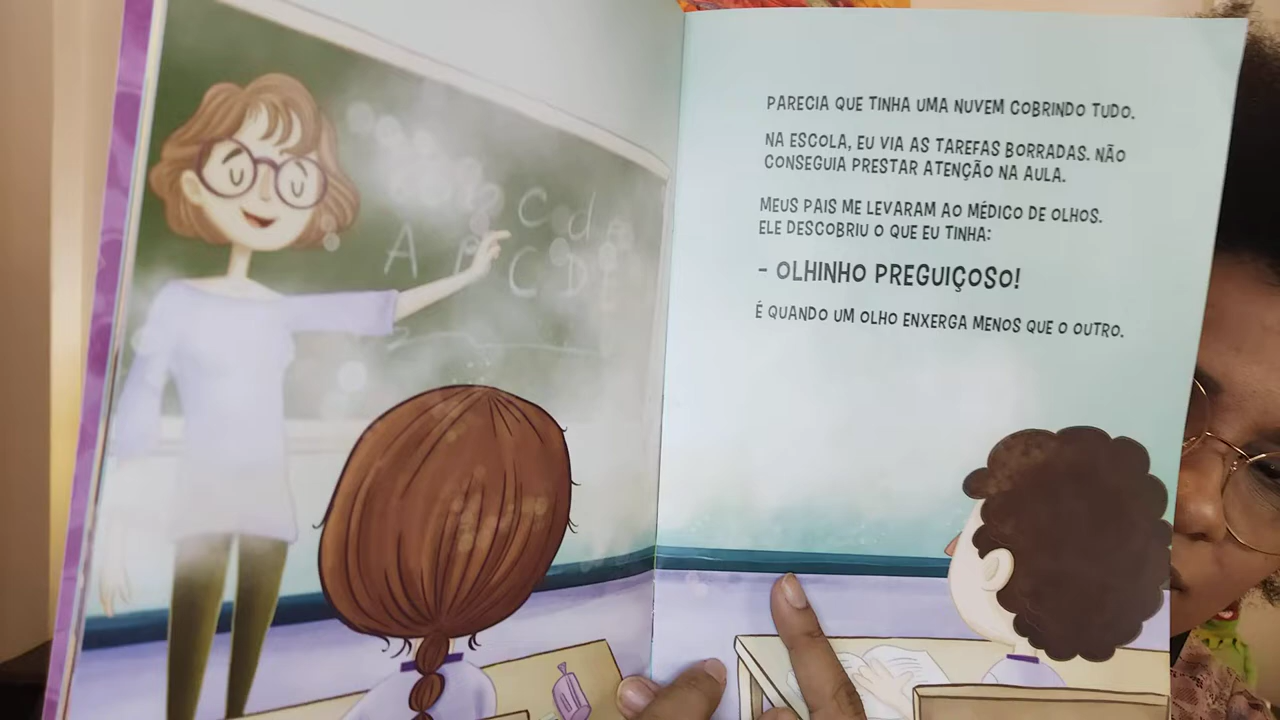 A B C d
C D E
PARECIA QUE TINHA UMA NUVEM COBRINDO TUDO.
NA ESCOLA, EU VIA AS TAREFAS BORRADAS. NÃO
CONSEGUIA PRESTAR ATENÇÃO NA AULA.
MEUS PAIS ME LEVARAM AO MÉDICO DE OLHOS.
ELE DESCOBRIU O QUE EU TINHA:
- OLHINHO PREGUIÇOSO!
É QUANDO UM OLHO ENXERGA MENOS QUE O OUTRO.